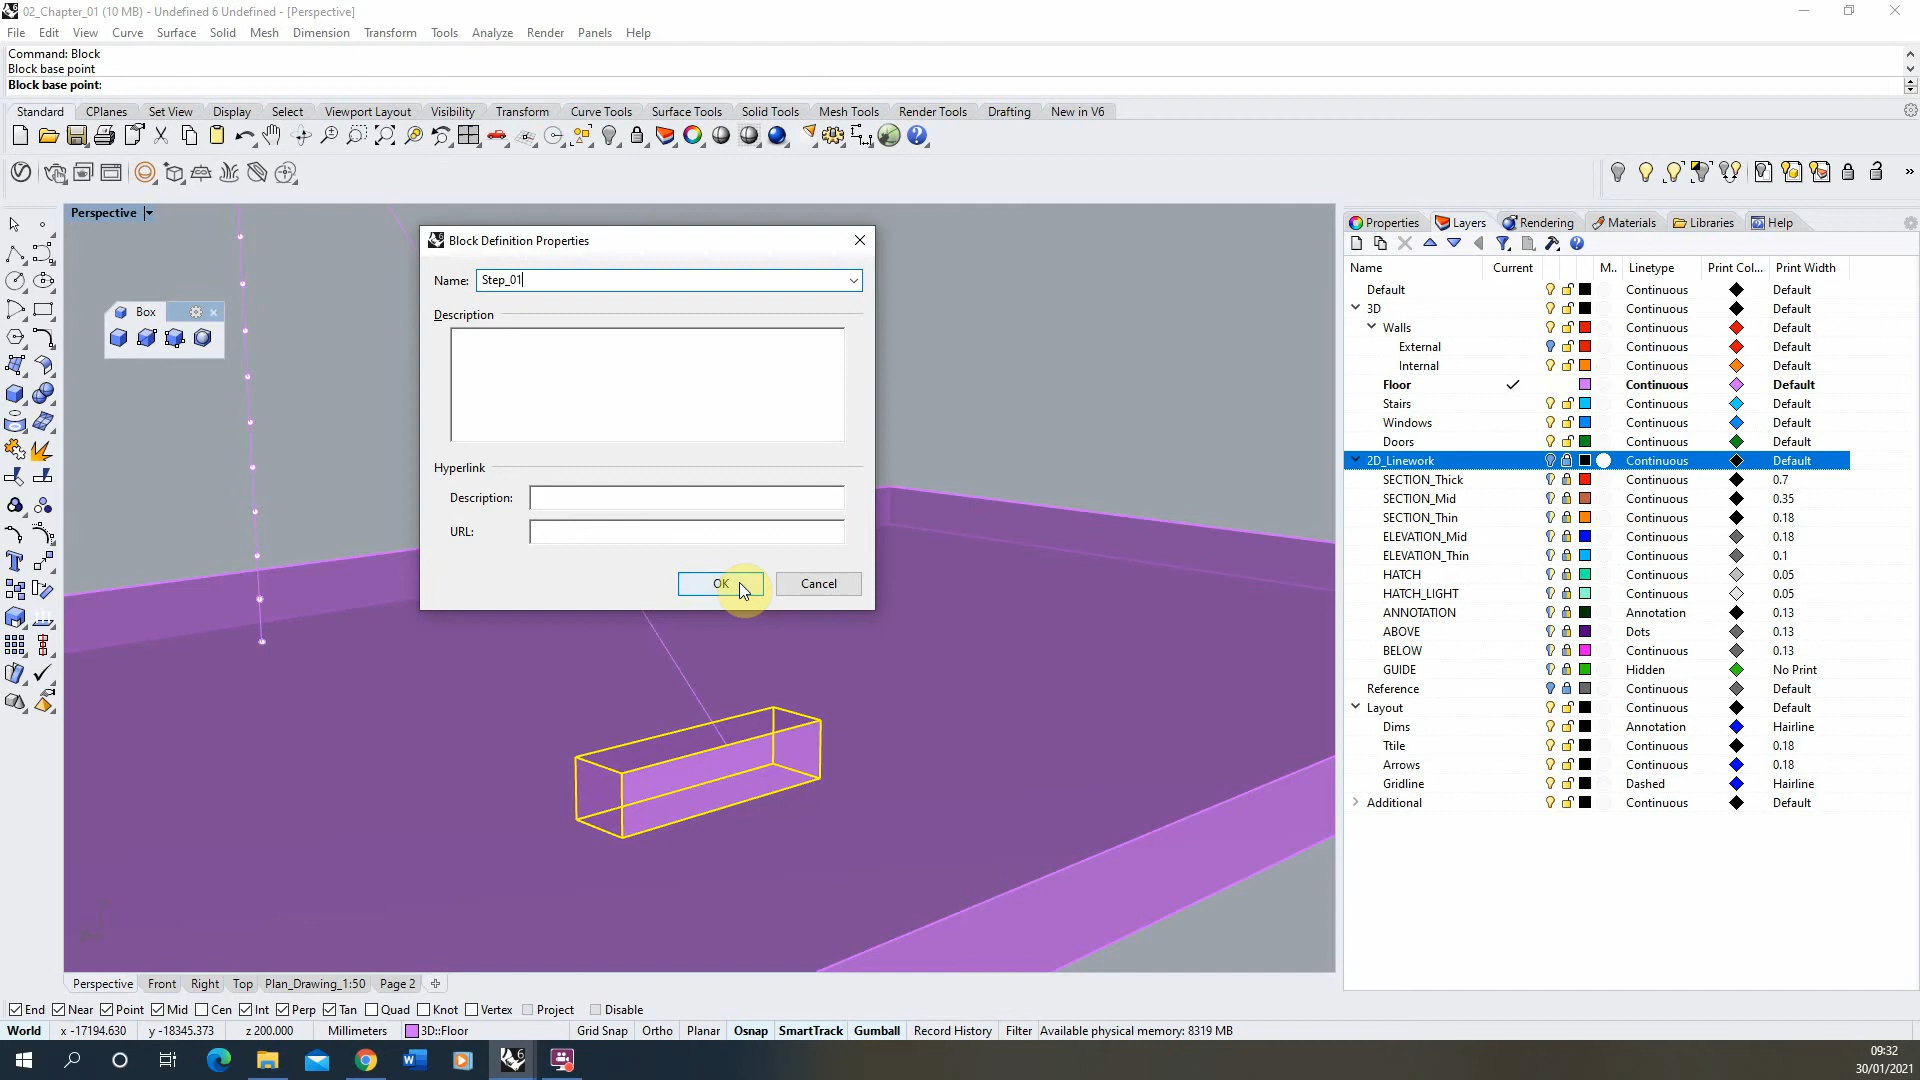 02_Chapter_01 (10 MB) - Undefined 6 Undefined - [Perspective]
File Edit View Curve Surface Solid Mesh Dimension Transform Tools Analyze Render Panels Help
Command: Block
Block base point
Block base point:
Standard CPlanes Set View Display Select Viewport Layout Visibility Transform Curve Tools Surface Tools Solid Tools Mesh Tools Render Tools Drafting New in V6
Perspective
Box
Block Definition Properties
Name: Step_01
Description
Hyperlink
Description:
URL:
OK Cancel
Properties Layers Rendering Materials Libraries Help
Name Current M.. Linetype Print Col... Print Width
Default Continuous Default
3D Continuous Default
Walls Continuous Default
External Continuous Default
Internal Continuous Default
Floor Continuous Default
Stairs Continuous Default
Windows Continuous Default
Doors Continuous Default
2D_Linework Continuous Default
SECTION_Thick Continuous 0.7
SECTION_Mid Continuous 0.35
SECTION_Thin Continuous 0.18
ELEVATION_Mid Continuous 0.18
ELEVATION_Thin Continuous 0.1
HATCH Continuous 0.05
HATCH_LIGHT Continuous 0.05
ANNOTATION Annotation 0.13
ABOVE Dots 0.13
BELOW Continuous 0.13
GUIDE Hidden No Print
Reference Continuous Default
Layout Continuous Default
Dims Annotation Hairline
Ttile Continuous 0.18
Arrows Continuous 0.18
Gridline Dashed Hairline
Additional Continuous Default
Perspective Front Right Top Plan_Drawing_1:50 Page 2
End Near Point Mid Cen Int Perp Tan Quad Knot Vertex Project Disable
World x -17194.630 y -18345.373 z 200.000 Millimeters 3D::Floor Grid Snap Ortho Planar Osnap SmartTrack Gumball Record History Filter Available physical memory: 8319 MB
09:32
30/01/2021